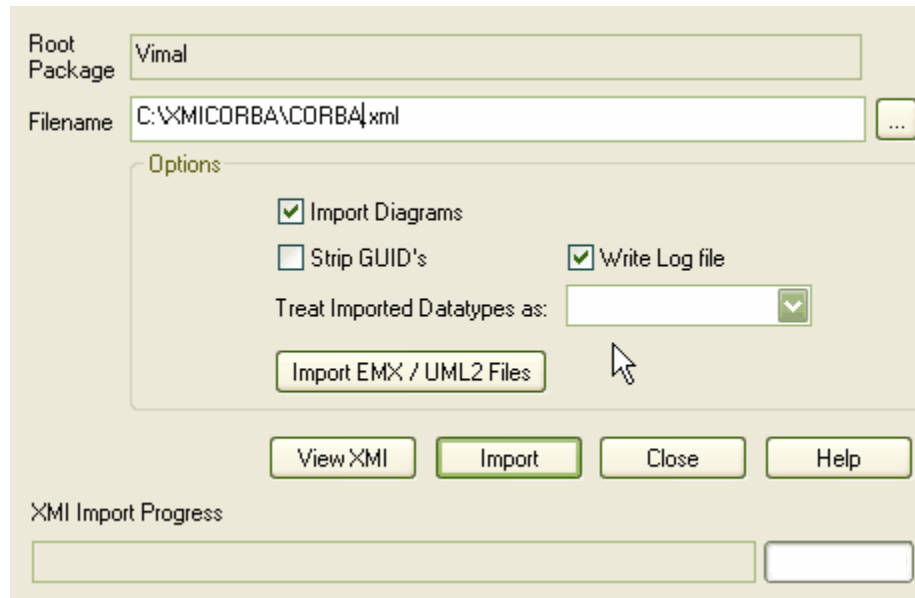 Root
Package
Vimal
Filename
C:\XMICORBA\CORBA.xml
...
Options
Import Diagrams
Strip GUID's
Write Log file
Treat Imported Datatypes as:
Import EMX / UML2 Files
View XMI
Import
Close
Help
XMI Import Progress